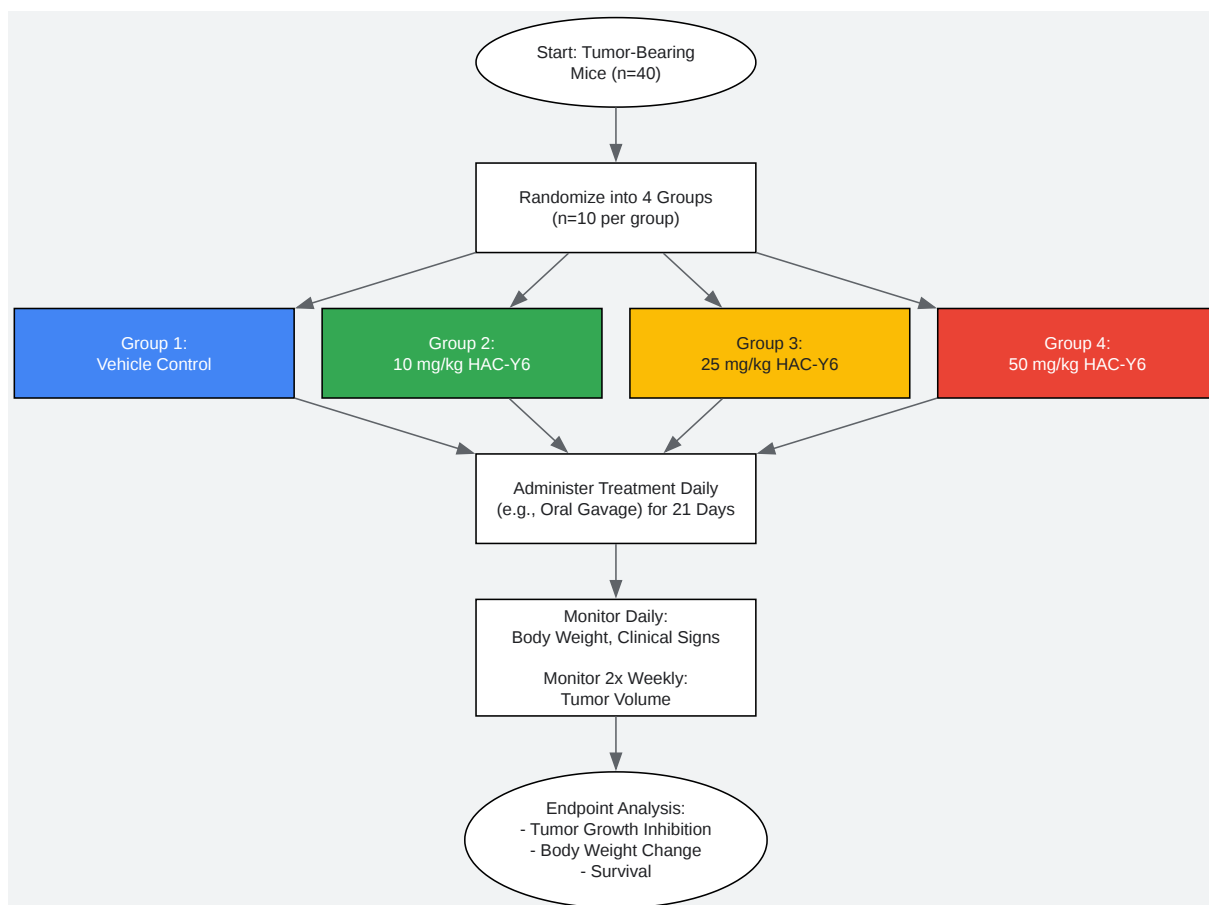 Start: Tumor-Bearing
Mice (n=40)
Randomize into 4 Groups
(n=10 per group)
Group 1:
Vehicle Control
Group 2:
10 mg/kg HAC-Y6
Group 3:
25 mg/kg HAC-Y6
Group 4:
50 mg/kg HAC-Y6
Administer Treatment Daily
(e.g., Oral Gavage) for 21 Days
Monitor Daily:
Body Weight, Clinical Signs
Monitor 2x Weekly:
Tumor Volume
Endpoint Analysis:
- Tumor Growth Inhibition
- Body Weight Change
- Survival